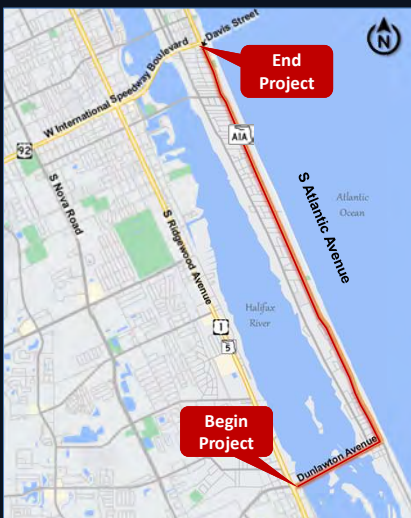 Davis Street
N
End
Project
W International Speedway Boulevard
92
A1A
S Nova Road
S Atlantic Avenue
Atlantic
Ocean
S Ridgewood Avenue
Halifax
River
1
5
Begin
Project
Dunlawton Avenue